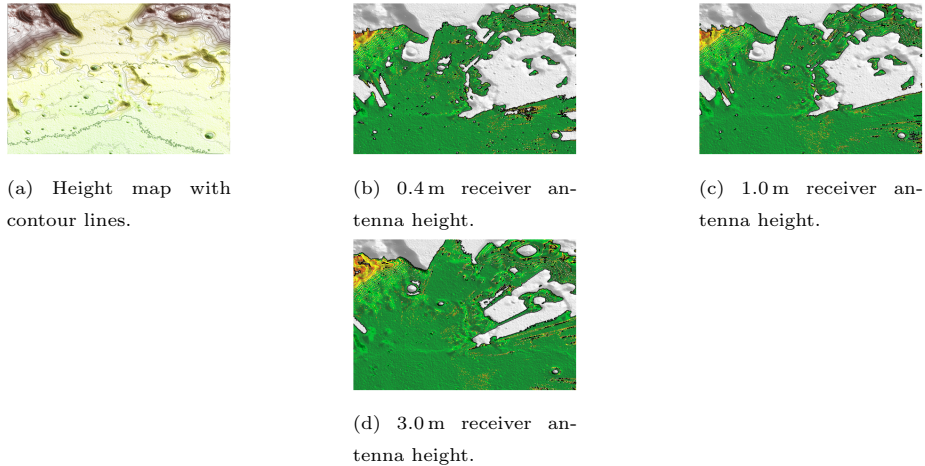 (a) Height map with
contour lines.
(b) 0.4 m receiver an-
tenna height.
(c) 1.0 m receiver an-
tenna height.
(d) 3.0 m receiver an-
tenna height.